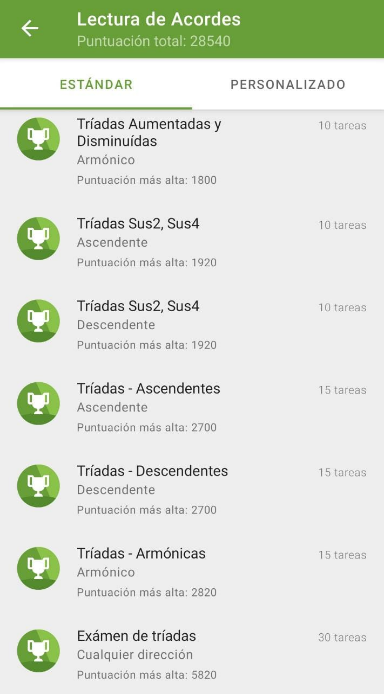 Lectura de Acordes
Puntuación total: 28540
ESTÁNDAR
PERSONALIZADO
Tríadas Aumentadas y
Disminuídas
10 tareas
Armónico
Puntuación más alta: 1800
Tríadas Sus2, Sus4
10 tareas
Ascendente
Puntuación más alta: 1920
Tríadas Sus2, Sus4
10 tareas
Descendente
Puntuación más alta: 1920
Tríadas - Ascendentes
15 tareas
Ascendente
Puntuación más alta: 2700
Tríadas - Descendentes
15 tareas
Descendente
Puntuación más alta: 2700
Tríadas - Armónicas
15 tareas
Armónico
Puntuación más alta: 2820
Exámen de tríadas
30 tareas
Cualquier dirección
Puntuación más alta: 5820